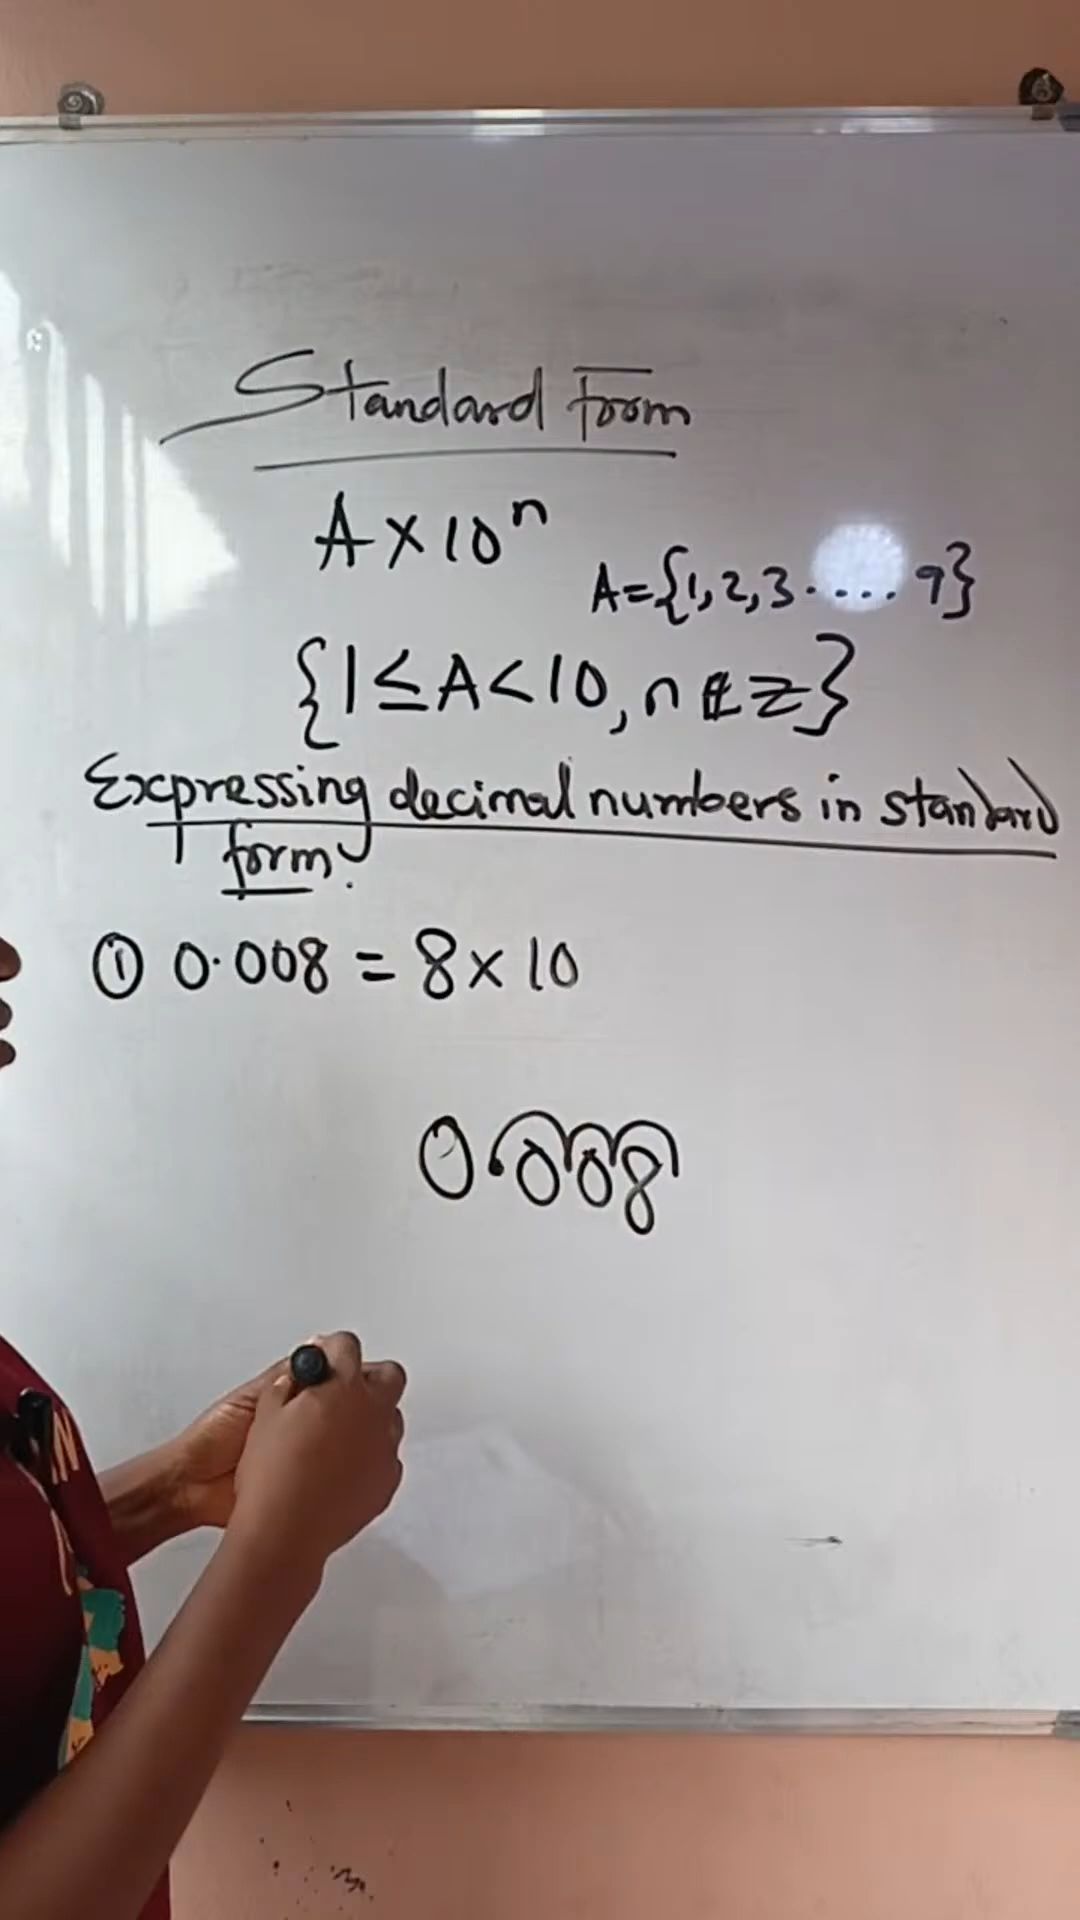 Standard Form
A × 10ⁿ
A = {1, 2, 3 ..... 9}
{1 ≤ A < 10, n ∉ Z}
Expressing decimal numbers in standard
form.
① 0.008 = 8 × 10
0.008